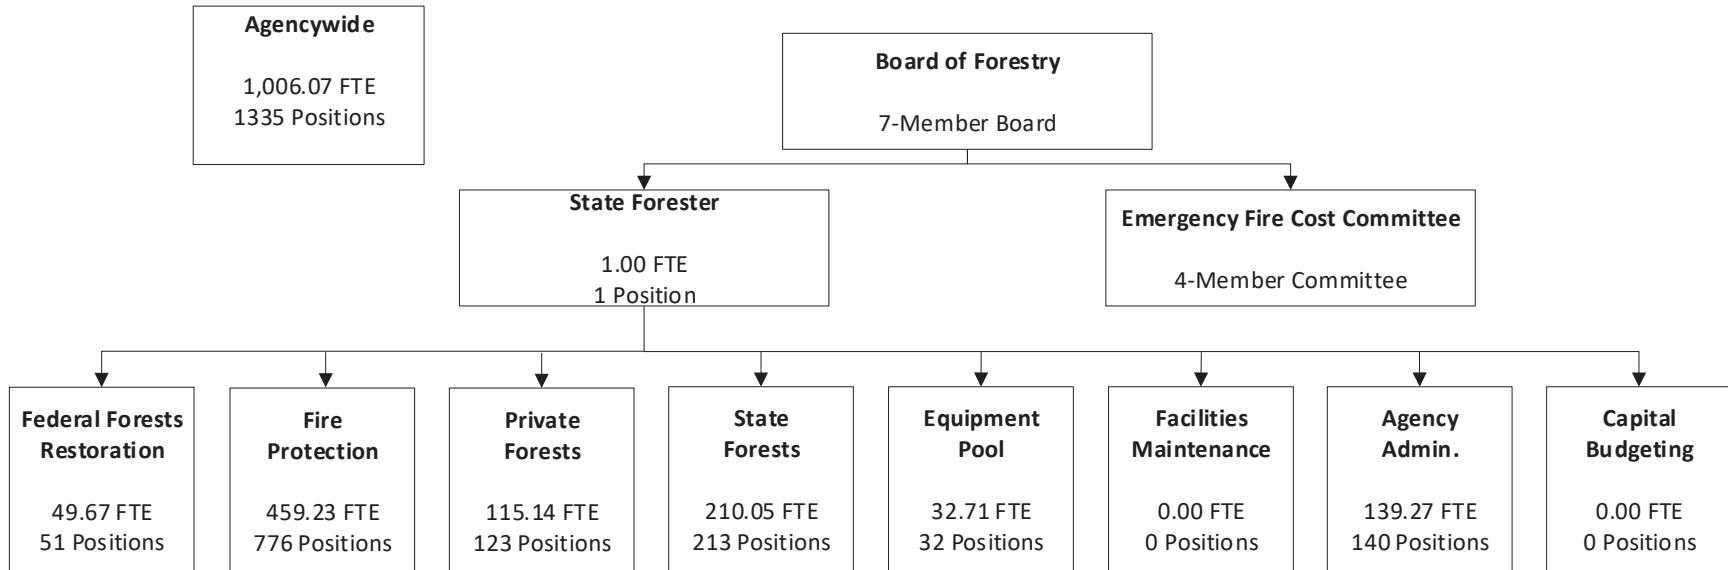 Agencywide
1,006.07 FTE
1335 Positions
Board of Forestry
7-Member Board
State Forester
1.00 FTE
1 Position
Emergency Fire Cost Committee
4-Member Committee
Federal Forests
Restoration
49.67 FTE
51 Positions
Fire
Protection
459.23 FTE
776 Positions
Private
Forests
115.14 FTE
123 Positions
State
Forests
210.05 FTE
213 Positions
Equipment
Pool
32.71 FTE
32 Positions
Facilities
Maintenance
0.00 FTE
0 Positions
Agency
Admin.
139.27 FTE
140 Positions
Capital
Budgeting
0.00 FTE
0 Positions